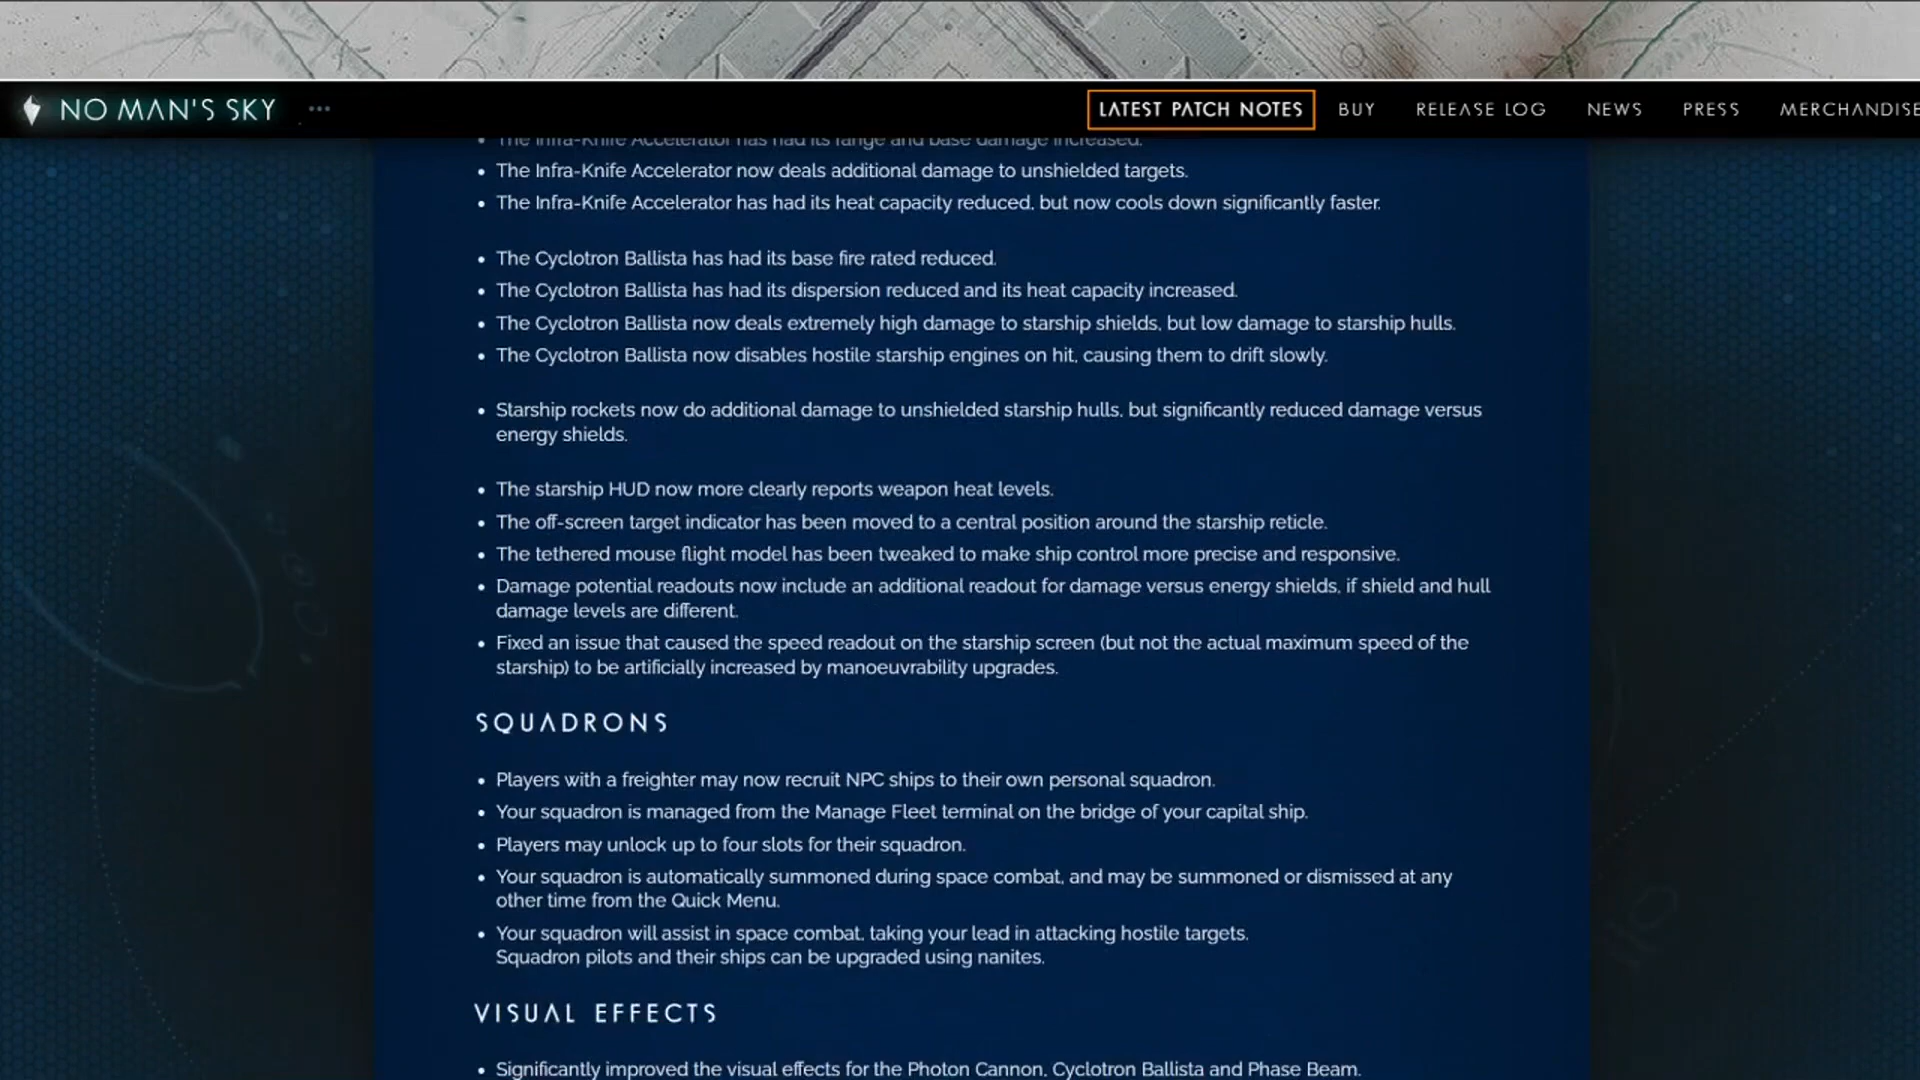 NO MAN'S SKY
LATEST PATCH NOTES
BUY
RELEASE LOG
NEWS
PRESS
MERCHANDISE
• The Infra-Knife Accelerator has had its range and base damage increased.
• The Infra-Knife Accelerator now deals additional damage to unshielded targets.
• The Infra-Knife Accelerator has had its heat capacity reduced, but now cools down significantly faster.
• The Cyclotron Ballista has had its base fire rated reduced.
• The Cyclotron Ballista has had its dispersion reduced and its heat capacity increased.
• The Cyclotron Ballista now deals extremely high damage to starship shields, but low damage to starship hulls.
• The Cyclotron Ballista now disables hostile starship engines on hit, causing them to drift slowly.
• Starship rockets now do additional damage to unshielded starship hulls, but significantly reduced damage versus
energy shields.
• The starship HUD now more clearly reports weapon heat levels.
• The off-screen target indicator has been moved to a central position around the starship reticle.
• The tethered mouse flight model has been tweaked to make ship control more precise and responsive.
• Damage potential readouts now include an additional readout for damage versus energy shields, if shield and hull
damage levels are different.
• Fixed an issue that caused the speed readout on the starship screen (but not the actual maximum speed of the
starship) to be artificially increased by manoeuvrability upgrades.
SQUADRONS
• Players with a freighter may now recruit NPC ships to their own personal squadron.
• Your squadron is managed from the Manage Fleet terminal on the bridge of your capital ship.
• Players may unlock up to four slots for their squadron.
• Your squadron is automatically summoned during space combat, and may be summoned or dismissed at any
other time from the Quick Menu.
• Your squadron will assist in space combat, taking your lead in attacking hostile targets.
Squadron pilots and their ships can be upgraded using nanites.
VISUAL EFFECTS
• Significantly improved the visual effects for the Photon Cannon, Cyclotron Ballista and Phase Beam.